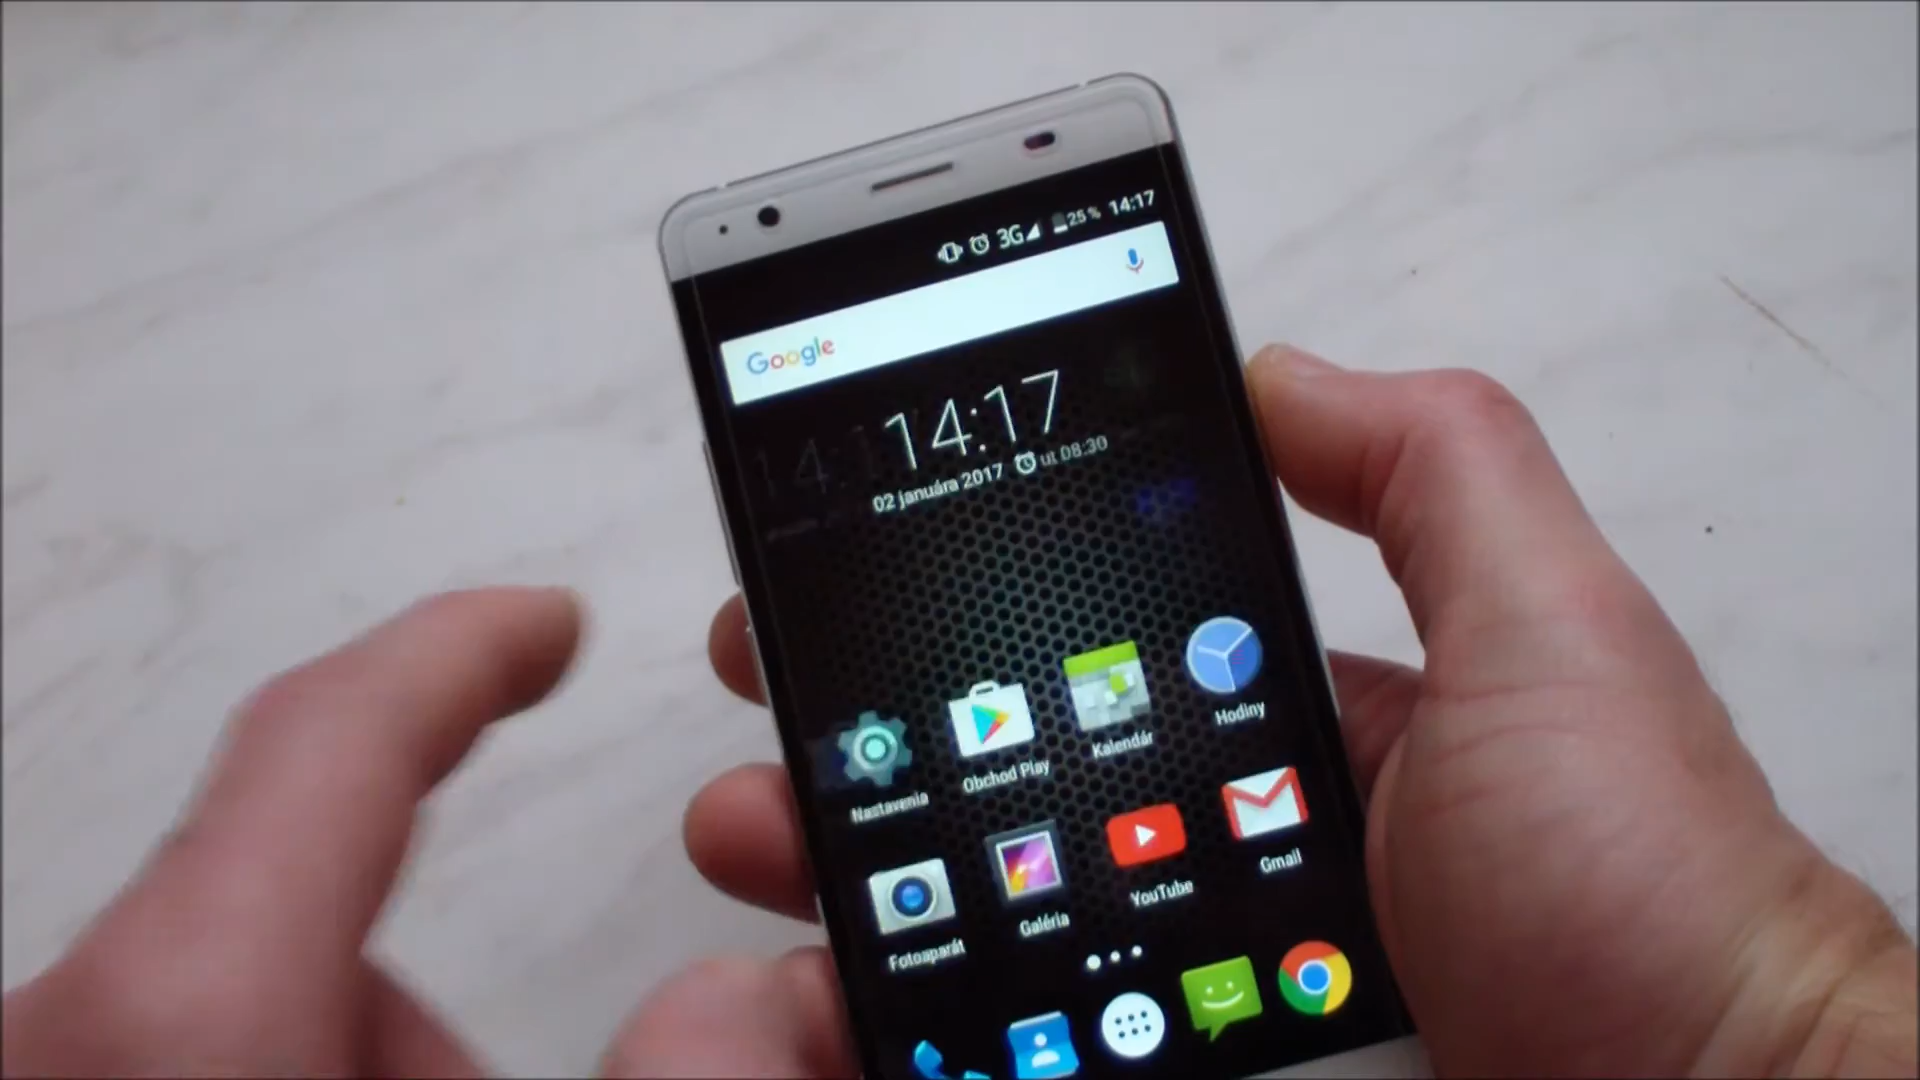 3G 25% 14:17
Google
14:17
02 januára 2017 ut 08:30
Nastavenia
Obchod Play
Kalendár
Hodiny
Fotoaparát
Galéria
YouTube
Gmail